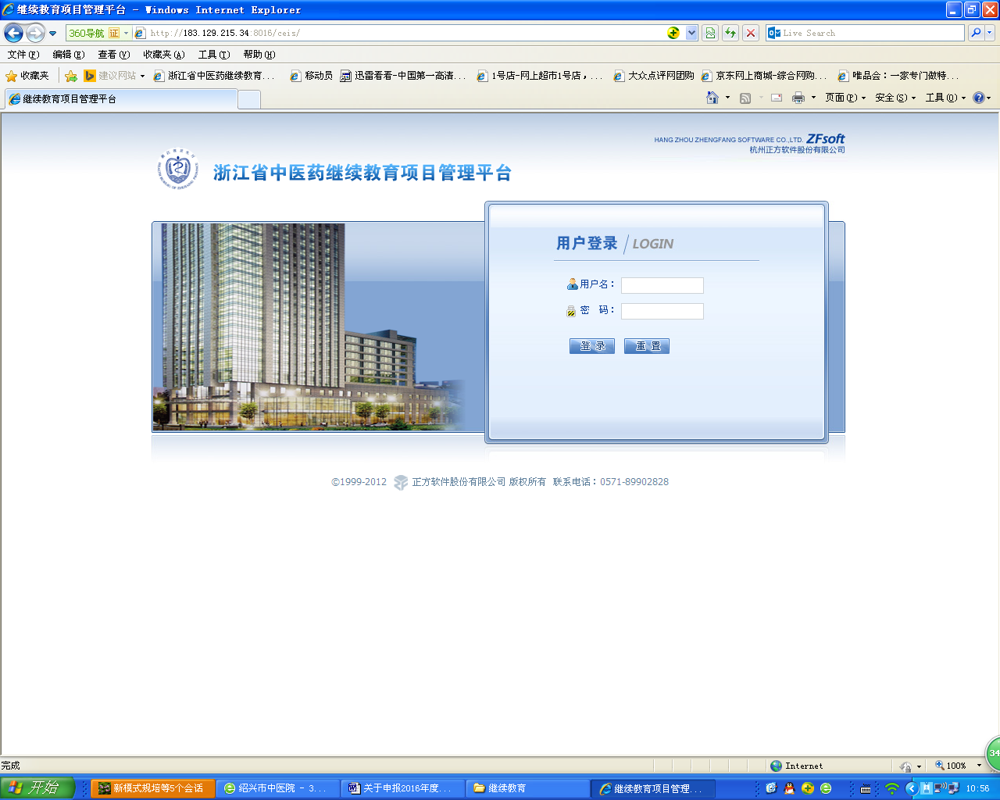 继续教育项目管理平台 - Windows Internet Explorer
360导航 证 http://183.129.215.34:8016/ceis/ Live Search
文件(F) 编辑(E) 查看(V) 收藏夹(A) 工具(T) 帮助(H)
收藏夹 建议网站 浙江省中医药继续教育... 移动员 迅雷看看-中国第一高清... 1号店-网上超市1号店，... 大众点评网团购 京东网上商城-综合网购... 唯品会：一家专门做特...
继续教育项目管理平台 页面(P) 安全(S) 工具(O)
HANG ZHOU ZHENGFANG SOFTWARE CO.,LTD. ZFsoft
杭州正方软件股份有限公司
浙江省中医药继续教育项目管理平台
用户登录 / LOGIN
用户名：
密 码：
登 录 重 置
©1999-2012 正方软件股份有限公司 版权所有 联系电话：0571-89902828
34
完成 Internet 100%
开始 新模式规培等5个会话 绍兴市中医院 - 3... 关于申报2016年度... 继续教育 继续教育项目管理... 10:56